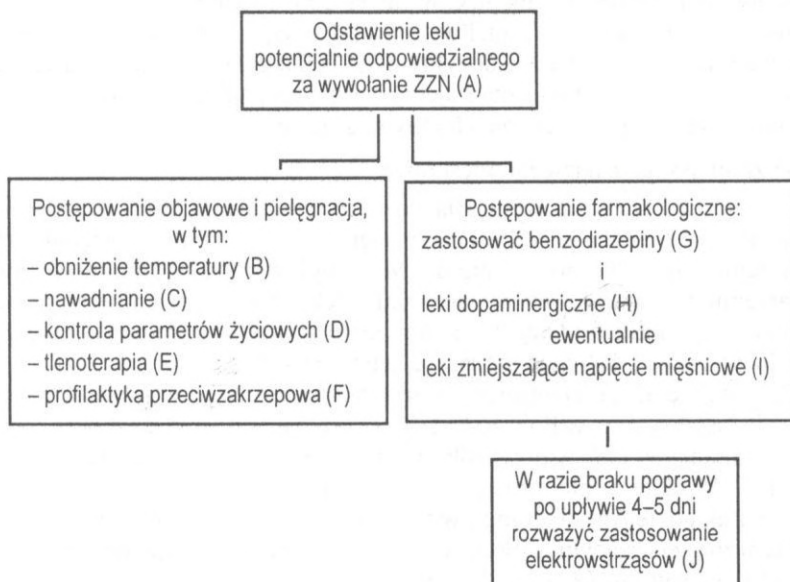 Odstawienie leku
potencjalnie odpowiedzialnego
za wywołanie ZZN (A)
Postępowanie objawowe i pielęgnacja,
w tym:
– obniżenie temperatury (B)
– nawadnianie (C)
– kontrola parametrów życiowych (D)
– tlenoterapia (E)
– profilaktyka przeciwzakrzepowa (F)
Postępowanie farmakologiczne:
zastosować benzodiazepiny (G)
i
leki dopaminergiczne (H)
ewentualnie
leki zmiejszające napięcie mięśniowe (I)
W razie braku poprawy
po upływie 4–5 dni
rozważyć zastosowanie
elektrowstrząsów (J)